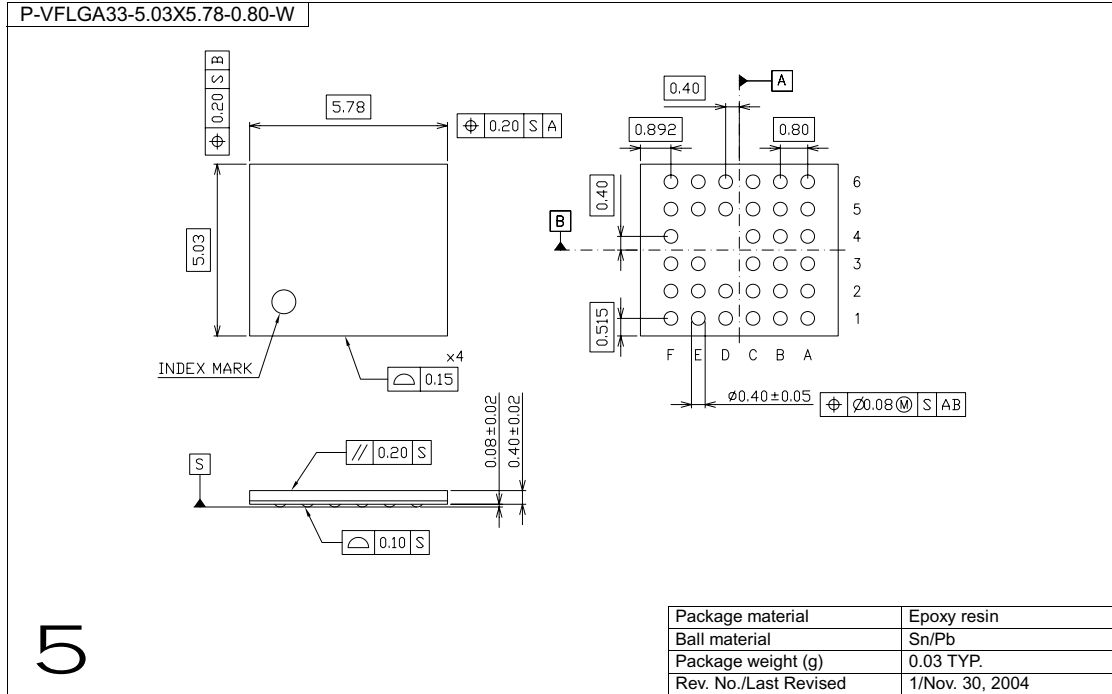 P-VFLGA33-5.03X5.78-0.80-W
⌖ 0.20 S B
5.78
⌖ 0.20 S A
5.03
INDEX MARK
x4
⌓ 0.15
0.40
A
0.892
0.80
0.40
B
0.515
6
5
4
3
2
1
F E D C B A
Ø0.40±0.05
⌖ Ø0.08Ⓜ S AB
// 0.20 S
0.08±0.02
0.40±0.02
S
⌓ 0.10 S
5
Package material Epoxy resin
Ball material Sn/Pb
Package weight (g) 0.03 TYP.
Rev. No./Last Revised 1/Nov. 30, 2004